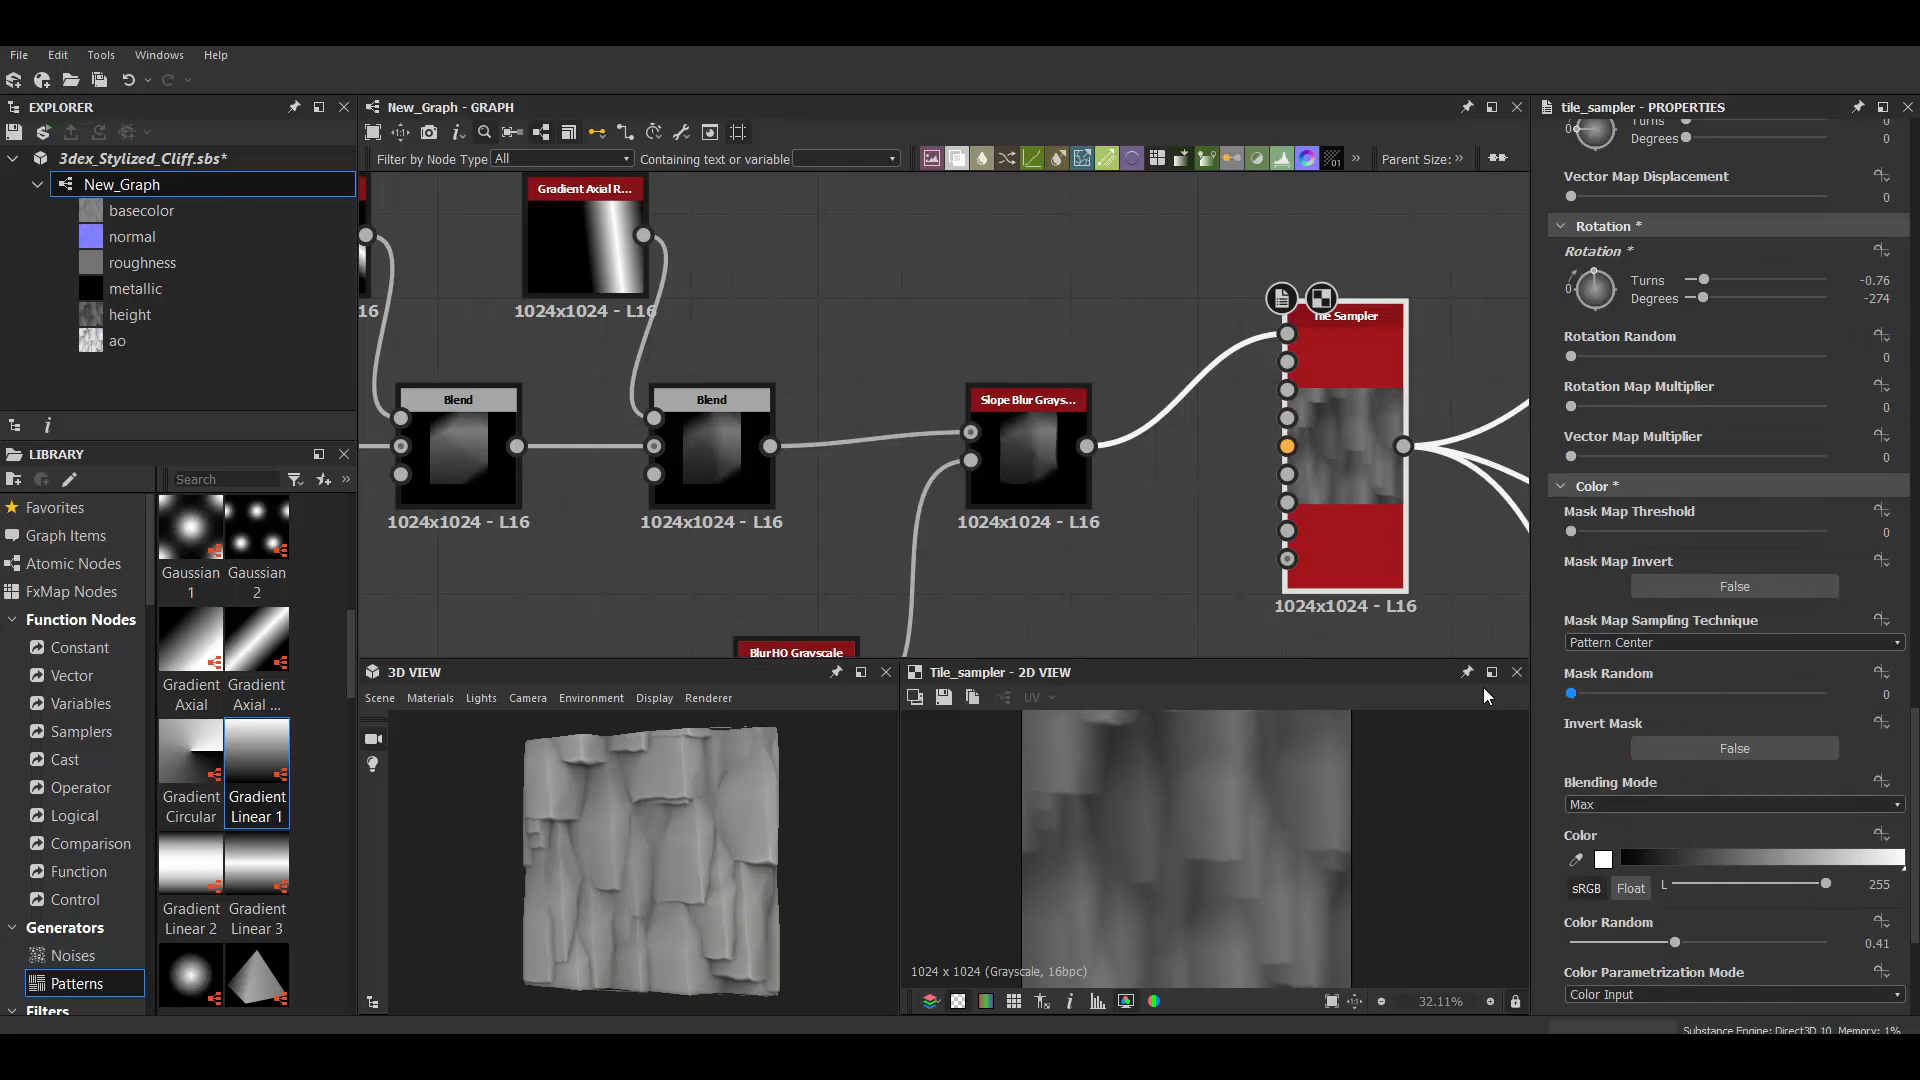 File Edit Tools Windows Help
EXPLORER
3dex_Stylized_Cliff.sbs*
New_Graph
basecolor
normal
roughness
metallic
height
ao
LIBRARY
Search
Favorites
Graph Items
Atomic Nodes
FxMap Nodes
Function Nodes
Constant
Vector
Variables
Samplers
Cast
Operator
Logical
Comparison
Function
Control
Generators
Noises
Patterns
Filters
Gaussian 1
Gaussian 2
Gradient Axial
Gradient Axial ...
Gradient Circular
Gradient Linear 1
Gradient Linear 2
Gradient Linear 3
New_Graph - GRAPH
Filter by Node Type All Containing text or variable
Parent Size:
Gradient Axial R...
16
1024x1024 - L16
Blend
1024x1024 - L16
Blend
1024x1024 - L16
Slope Blur Grays...
1024x1024 - L16
Tile Sampler
1024x1024 - L16
Blur HQ Grayscale
3D VIEW
Scene Materials Lights Camera Environment Display Renderer
Tile_sampler - 2D VIEW
UV
1024 x 1024 (Grayscale, 16bpc)
32.11%
tile_sampler - PROPERTIES
0 Turns 0
Degrees 0
Vector Map Displacement
0
Rotation *
Rotation *
0 Turns -0.76
Degrees -274
Rotation Random
0
Rotation Map Multiplier
0
Vector Map Multiplier
0
Color *
Mask Map Threshold
0
Mask Map Invert
False
Mask Map Sampling Technique
Pattern Center
Mask Random
0
Invert Mask
False
Blending Mode
Max
Color
sRGB Float L 255
Color Random
0.41
Color Parametrization Mode
Color Input
Substance Engine: Direct3D 10 Memory: 1%